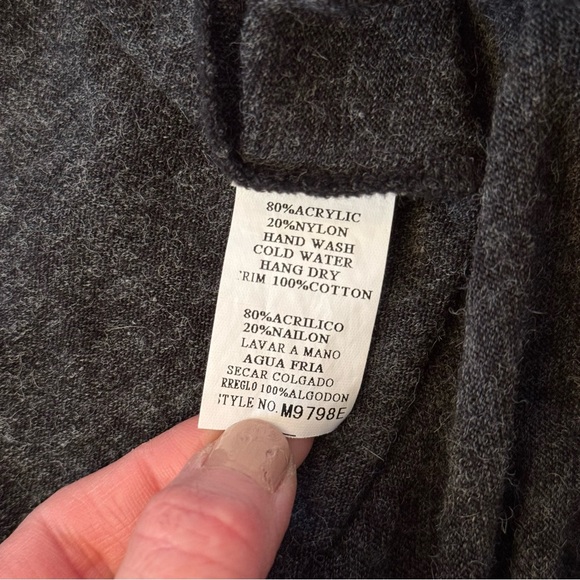 80%ACRYLIC
20%NYLON
HAND WASH
COLD WATER
HANG DRY
RIM 100%COTTON
80%ACRILICO
20%NAILON
LAVAR A MANO
AGUA FRIA
SECAR COLGADO
RREGLO 100%ALGODON
TYLE NO. M9798E